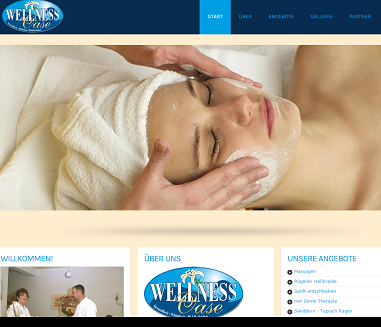 WELLNESS
Oase
START ÜBER ANGEBOTE GALLERIE PARTNER
WILLKOMMEN!
ÜBER UNS
WELLNESS
Oase
UNSERE ANGEBOTE
Massagen
Rügener Heilkreide
Sanft entschlacken
Hot Stone Therapie
Sanddorn - Typisch Rügen